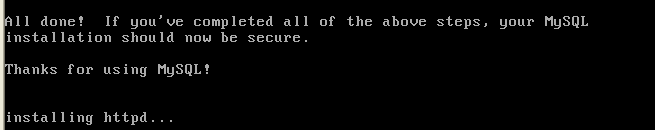 All done!  If you've completed all of the above steps, your MySQL
installation should now be secure.
Thanks for using MySQL!
installing httpd...